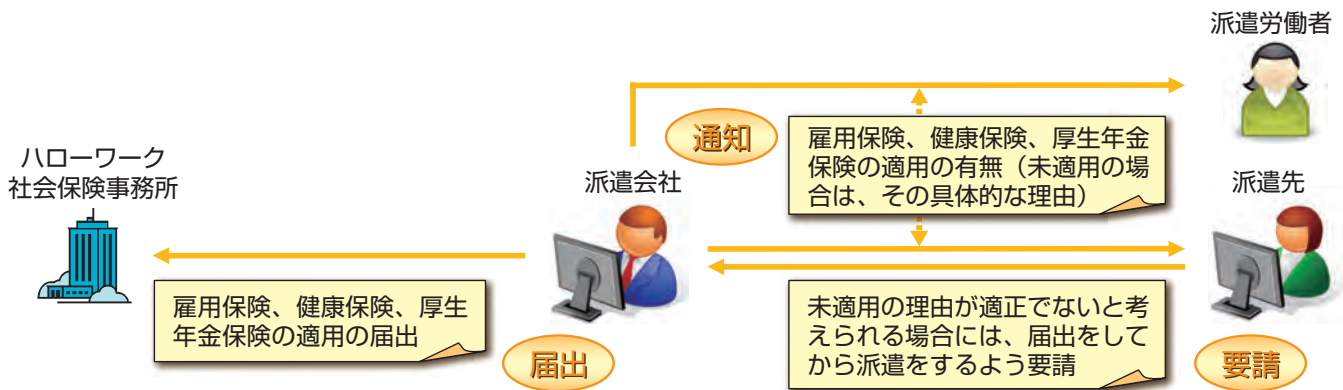 派遣労働者
通知
雇用保険、健康保険、厚生年金
保険の適用の有無（未適用の場
合は、その具体的な理由）
ハローワーク
社会保険事務所
派遣会社
派遣先
雇用保険、健康保険、厚生
年金保険の適用の届出
届出
未適用の理由が適正でないと考
えられる場合には、届出をして
から派遣をするよう要請
要請